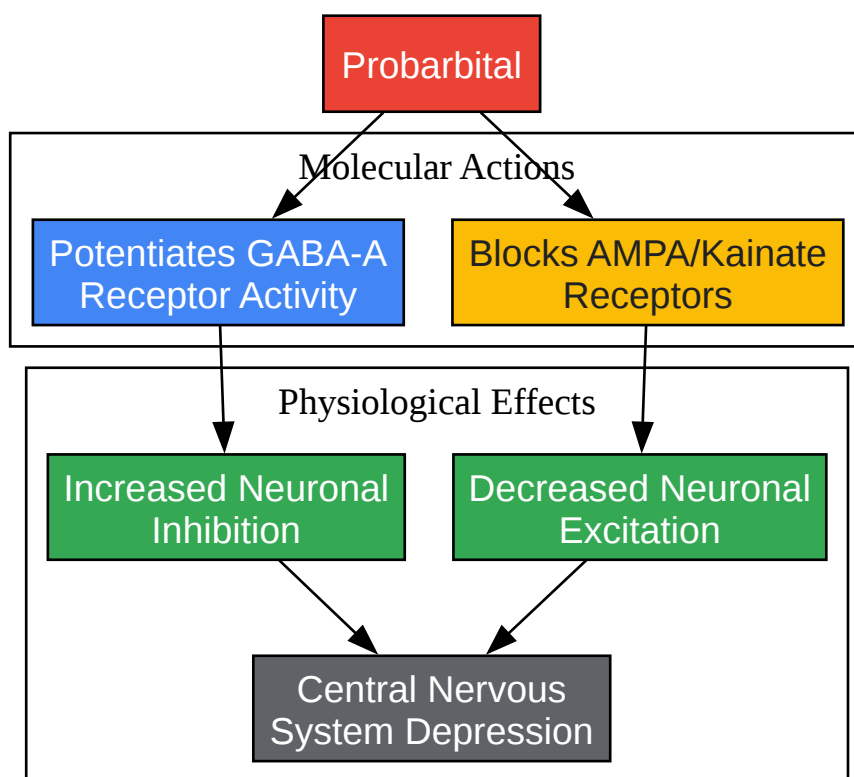 Probarbital
Molecular Actions
Potentiates GABA-A
Receptor Activity
Blocks AMPA/Kainate
Receptors
Physiological Effects
Increased Neuronal
Inhibition
Decreased Neuronal
Excitation
Central Nervous
System Depression